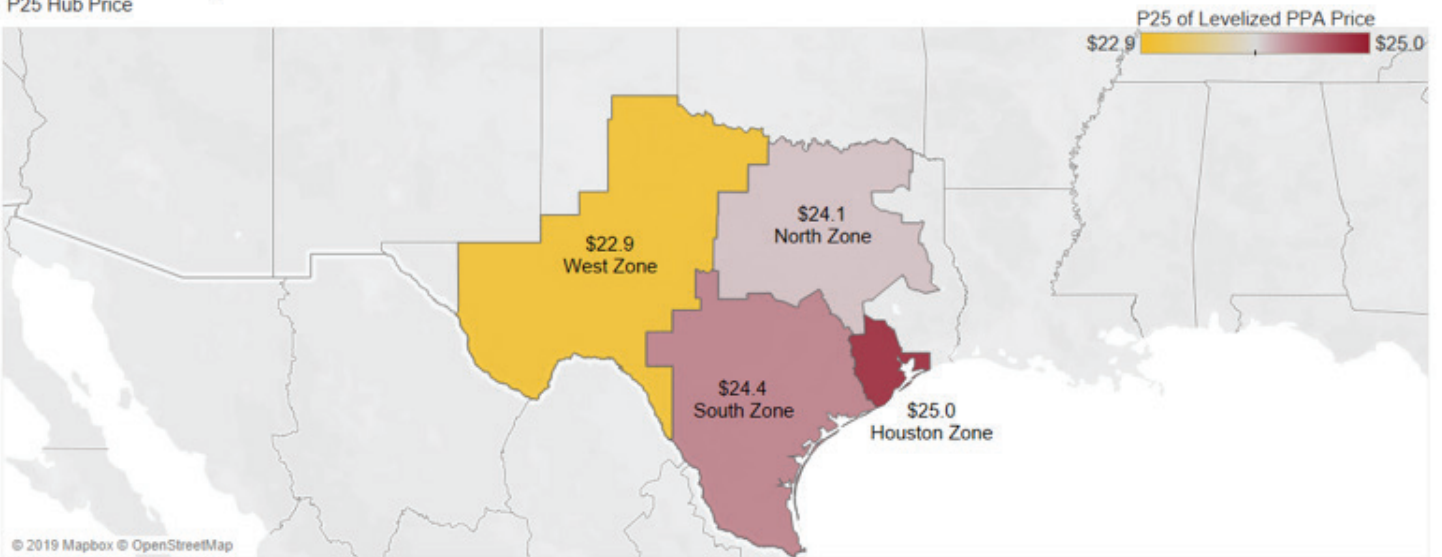 P25 Hub Price
P25 of Levelized PPA Price
$22.9
$25.0
$24.1
North Zone
$22.9
West Zone
$24.4
South Zone
$25.0
Houston Zone
© 2019 Mapbox © OpenStreetMap